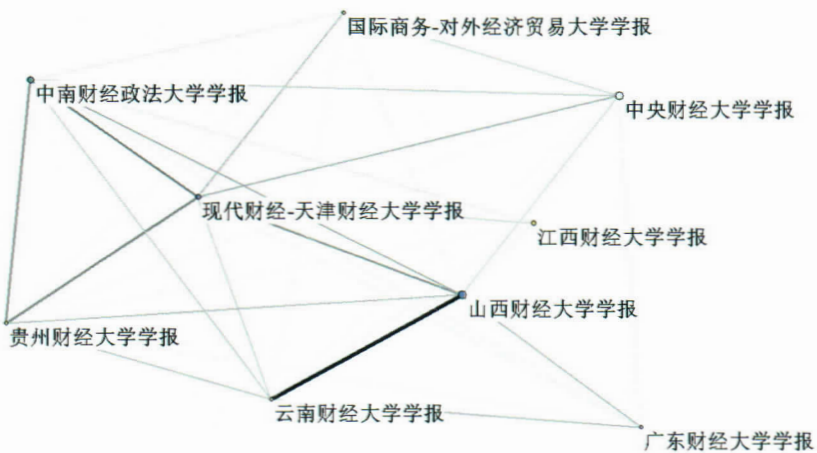 国际商务-对外经济贸易大学学报
中南财经政法大学学报
中央财经大学学报
现代财经-天津财经大学学报
江西财经大学学报
山西财经大学学报
贵州财经大学学报
云南财经大学学报
广东财经大学学报